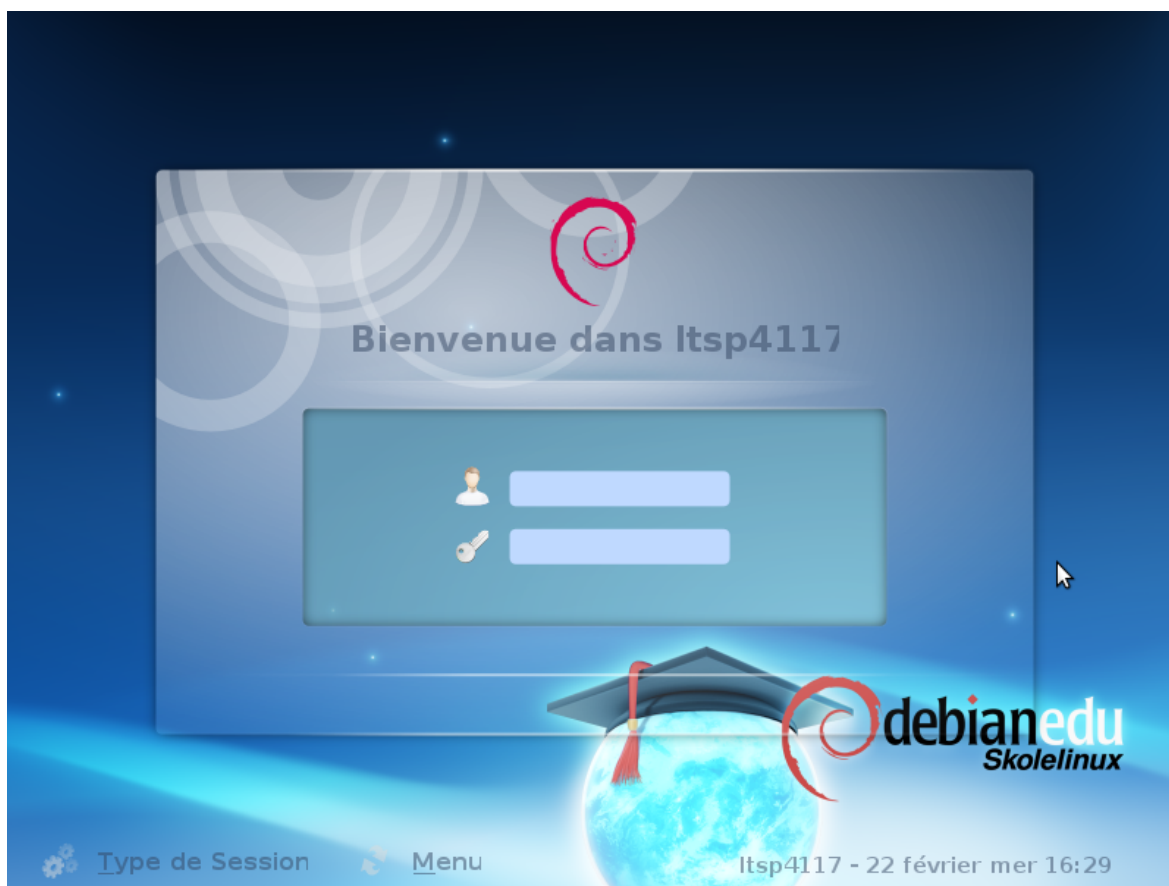 Bienvenue dans ltsp4117
debianedu
Skolelinux
Type de Session
Menu
ltsp4117 - 22 février mer 16:29